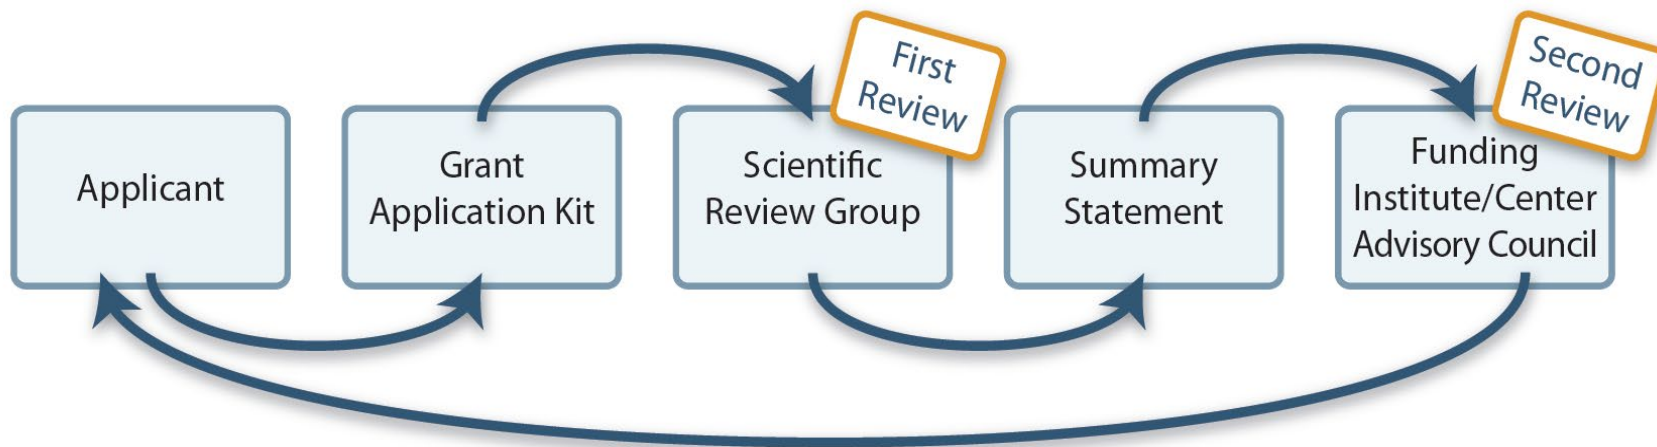 Applicant
Grant
Application Kit
Scientific
Review Group
First
Review
Summary
Statement
Funding
Institute/Center
Advisory Council
Second
Review